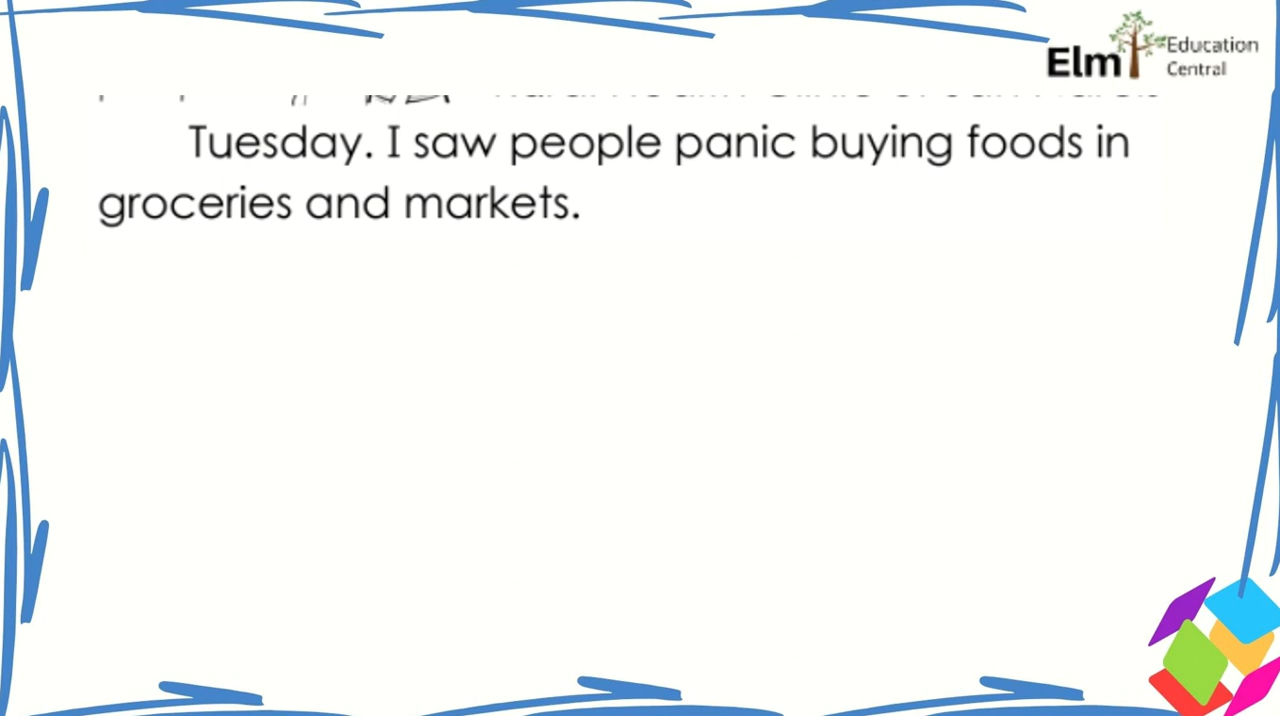 Elm Education
Central
Tuesday. I saw people panic buying foods in
groceries and markets.